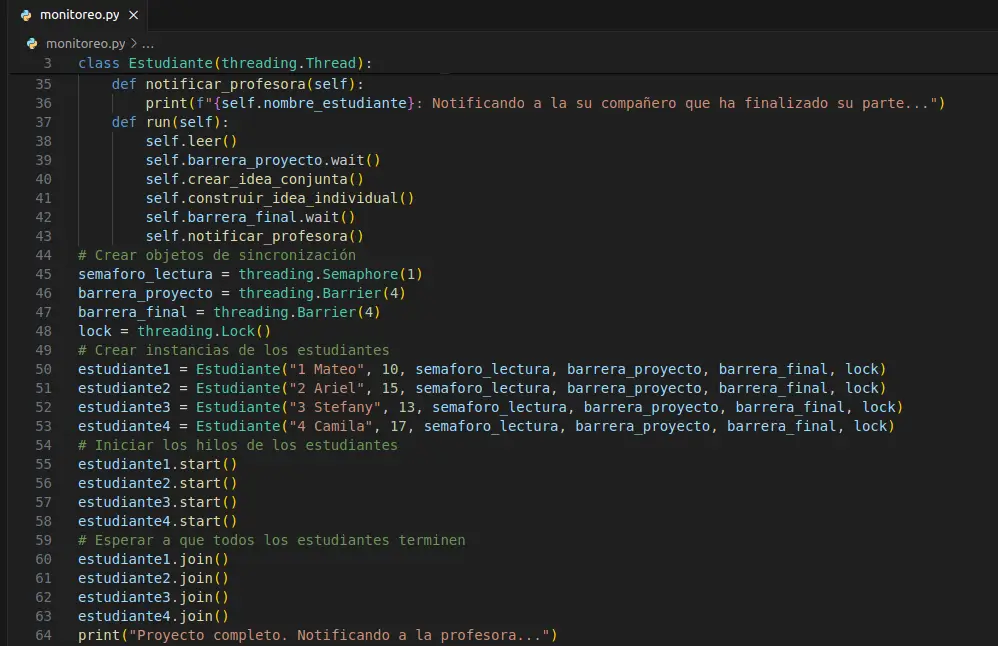 monitoreo.py
monitoreo.py > ...
3 class Estudiante(threading.Thread):
35     def notificar_profesora(self):
36         print(f"{self.nombre_estudiante}: Notificando a la su compañero que ha finalizado su parte...")
37     def run(self):
38         self.leer()
39         self.barrera_proyecto.wait()
40         self.crear_idea_conjunta()
41         self.construir_idea_individual()
42         self.barrera_final.wait()
43         self.notificar_profesora()
44 # Crear objetos de sincronización
45 semaforo_lectura = threading.Semaphore(1)
46 barrera_proyecto = threading.Barrier(4)
47 barrera_final = threading.Barrier(4)
48 lock = threading.Lock()
49 # Crear instancias de los estudiantes
50 estudiante1 = Estudiante("1 Mateo", 10, semaforo_lectura, barrera_proyecto, barrera_final, lock)
51 estudiante2 = Estudiante("2 Ariel", 15, semaforo_lectura, barrera_proyecto, barrera_final, lock)
52 estudiante3 = Estudiante("3 Stefany", 13, semaforo_lectura, barrera_proyecto, barrera_final, lock)
53 estudiante4 = Estudiante("4 Camila", 17, semaforo_lectura, barrera_proyecto, barrera_final, lock)
54 # Iniciar los hilos de los estudiantes
55 estudiante1.start()
56 estudiante2.start()
57 estudiante3.start()
58 estudiante4.start()
59 # Esperar a que todos los estudiantes terminen
60 estudiante1.join()
61 estudiante2.join()
62 estudiante3.join()
63 estudiante4.join()
64 print("Proyecto completo. Notificando a la profesora...")